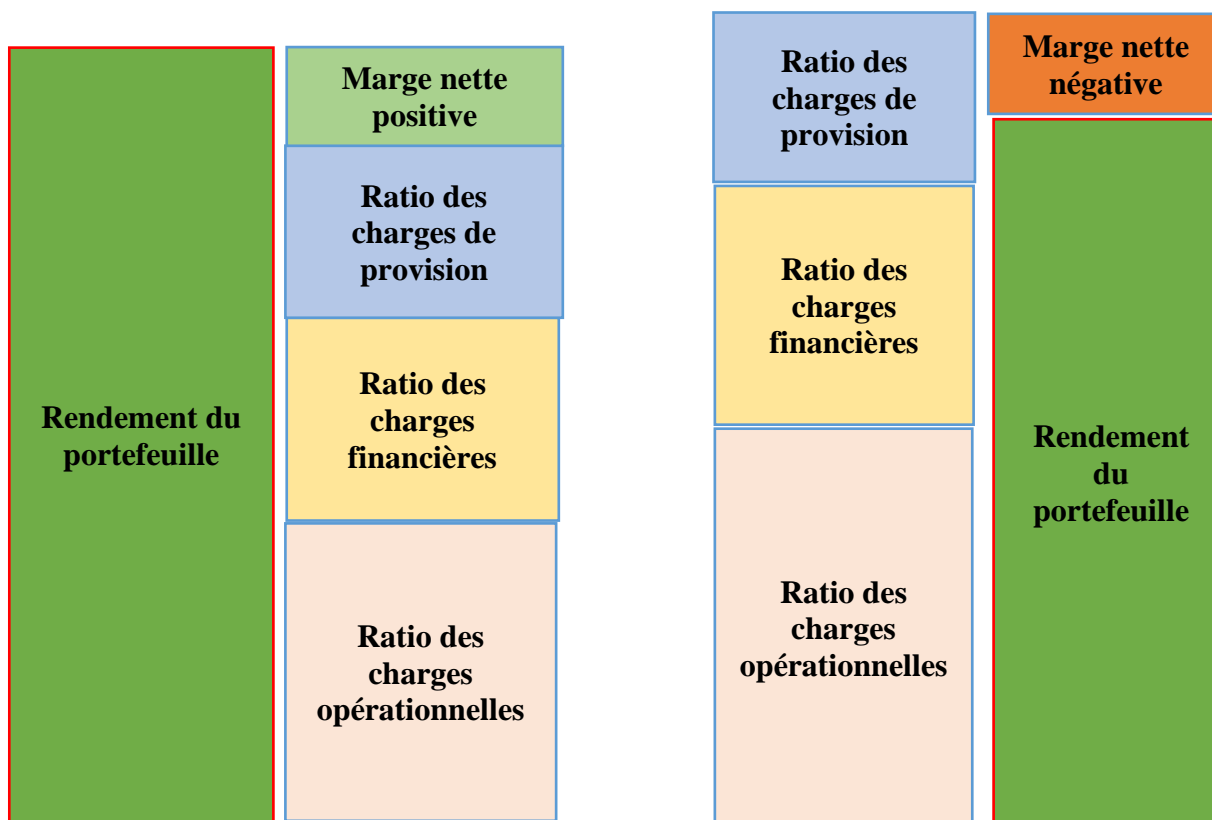 Rendement du
portefeuille
Marge nette
positive
Ratio des
charges de
provision
Ratio des
charges
financières
Ratio des
charges
opérationnelles
Ratio des
charges de
provision
Ratio des
charges
financières
Ratio des
charges
opérationnelles
Marge nette
négative
Rendement
du
portefeuille